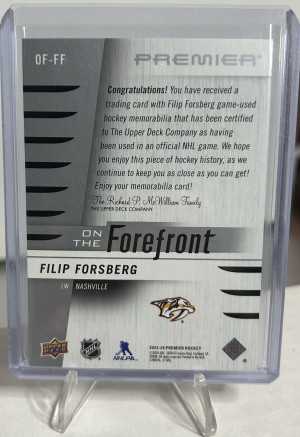 OF-FF
PREMIER
Congratulations! You have received a
trading card with Filip Forsberg game-used
hockey memorabilia that has been certified
to The Upper Deck Company as having
been used in an official NHL game. We hope
you enjoy this piece of hockey history, as we
continue to keep you as close as you can get!
Enjoy your memorabilia card!
The Richard P. McWilliam Family
THE UPPER DECK COMPANY
ON
THE Forefront
FILIP FORSBERG
LW NASHVILLE
UPPER DECK
NHL
NHLPA
2023-24 PREMIER HOCKEY